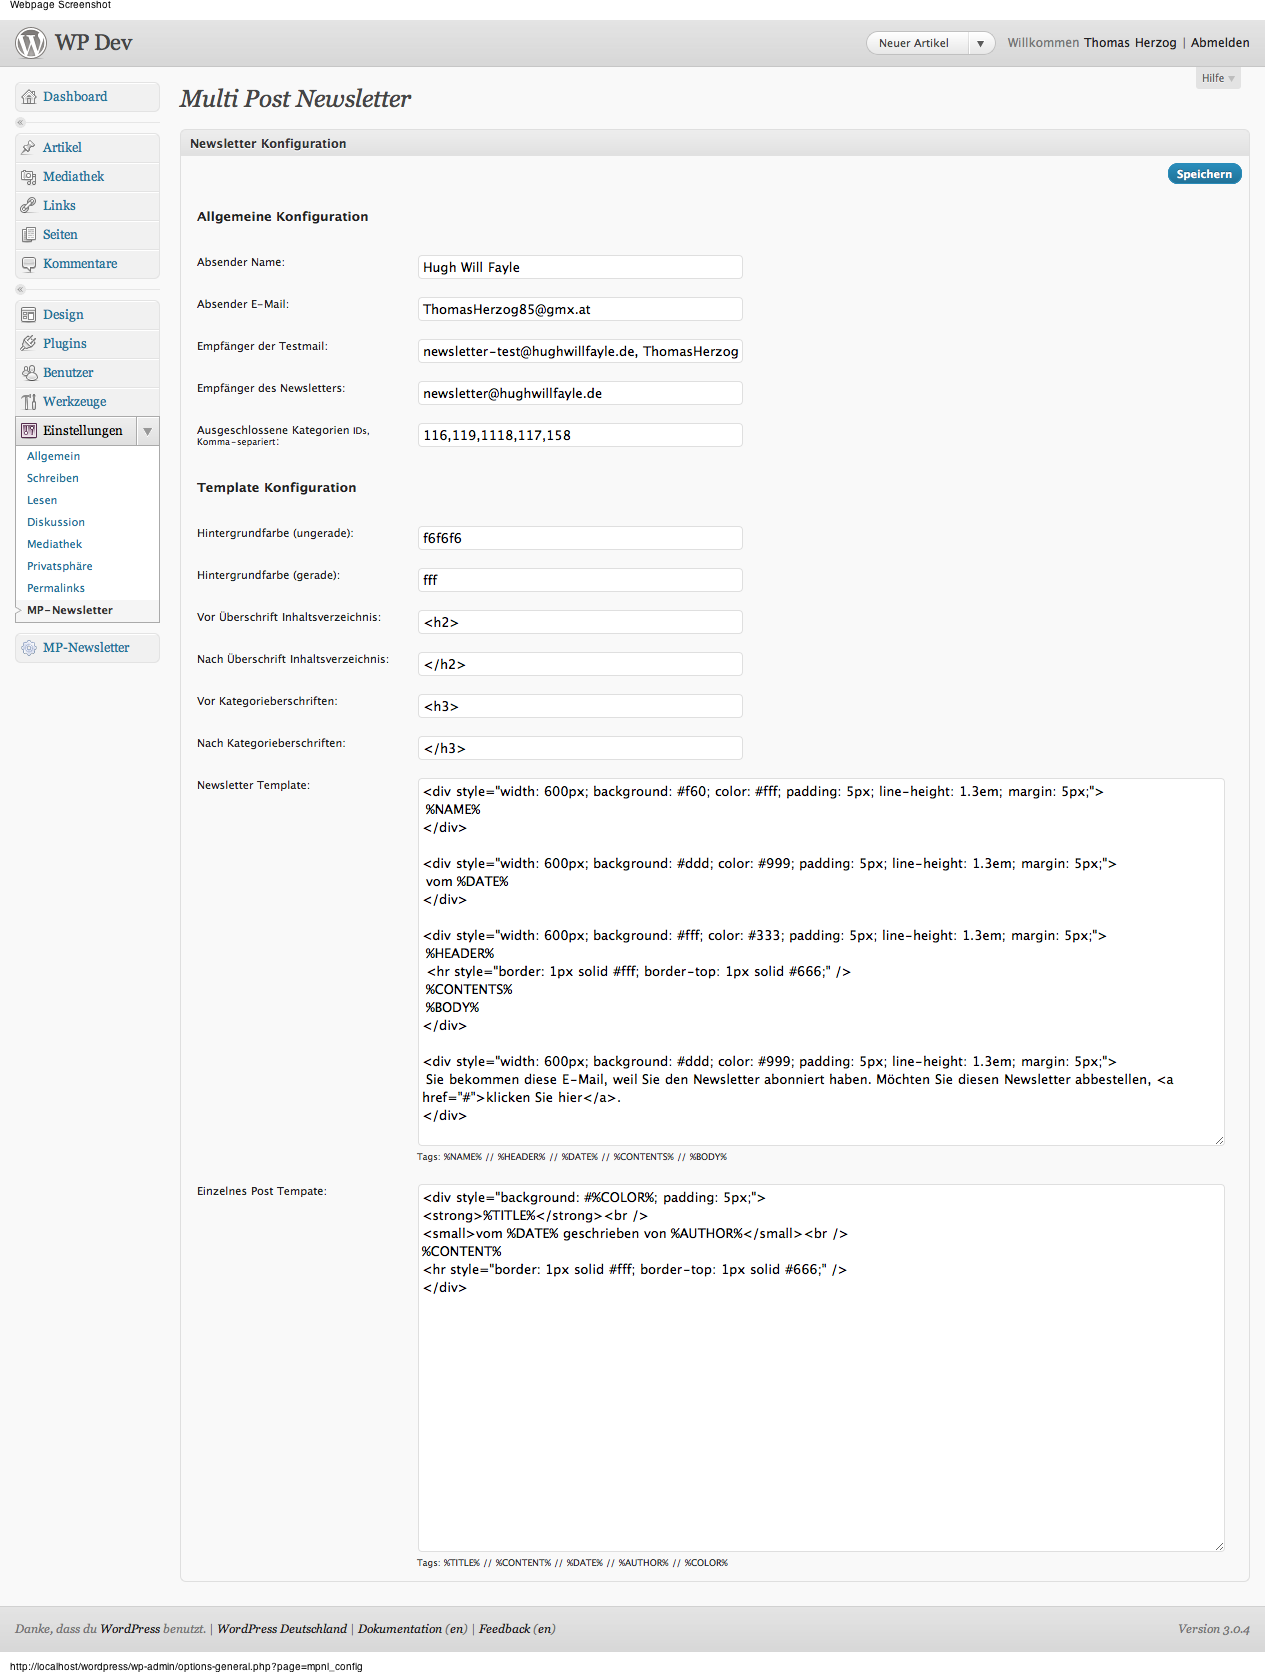 Webpage Screenshot
WP Dev
Neuer Artikel
Willkommen Thomas Herzog | Abmelden
Hilfe
Dashboard
Artikel
Mediathek
Links
Seiten
Kommentare
Design
Plugins
Benutzer
Werkzeuge
Einstellungen
Allgemein
Schreiben
Lesen
Diskussion
Mediathek
Privatsphäre
Permalinks
MP-Newsletter
MP-Newsletter
Multi Post Newsletter
Newsletter Konfiguration
Speichern
Allgemeine Konfiguration
Absender Name:
Hugh Will Fayle
Absender E-Mail:
ThomasHerzog85@gmx.at
Empfänger der Testmail:
newsletter-test@hughwillfayle.de, ThomasHerzog
Empfänger des Newsletters:
newsletter@hughwillfayle.de
Ausgeschlossene Kategorien IDs,
Komma-separiert:
116,119,1118,117,158
Template Konfiguration
Hintergrundfarbe (ungerade):
f6f6f6
Hintergrundfarbe (gerade):
fff
Vor Überschrift Inhaltsverzeichnis:
<h2>
Nach Überschrift Inhaltsverzeichnis:
</h2>
Vor Kategorieberschriften:
<h3>
Nach Kategorieberschriften:
</h3>
Newsletter Template:
<div style="width: 600px; background: #f60; color: #fff; padding: 5px; line-height: 1.3em; margin: 5px;">
%NAME%
</div>
<div style="width: 600px; background: #ddd; color: #999; padding: 5px; line-height: 1.3em; margin: 5px;">
vom %DATE%
</div>
<div style="width: 600px; background: #fff; color: #333; padding: 5px; line-height: 1.3em; margin: 5px;">
%HEADER%
<hr style="border: 1px solid #fff; border-top: 1px solid #666;" />
%CONTENTS%
%BODY%
</div>
<div style="width: 600px; background: #ddd; color: #999; padding: 5px; line-height: 1.3em; margin: 5px;">
Sie bekommen diese E-Mail, weil Sie den Newsletter abonniert haben. Möchten Sie diesen Newsletter abbestellen, <a
href="#">klicken Sie hier</a>.
</div>
Tags: %NAME% // %HEADER% // %DATE% // %CONTENTS% // %BODY%
Einzelnes Post Tempate:
<div style="background: #%COLOR%; padding: 5px;">
<strong>%TITLE%</strong><br />
<small>vom %DATE% geschrieben von %AUTHOR%</small><br />
%CONTENT%
<hr style="border: 1px solid #fff; border-top: 1px solid #666;" />
</div>
Tags: %TITLE% // %CONTENT% // %DATE% // %AUTHOR% // %COLOR%
Danke, dass du WordPress benutzt. | WordPress Deutschland | Dokumentation (en) | Feedback (en)
Version 3.0.4
http://localhost/wordpress/wp-admin/options-general.php?page=mpnl_config